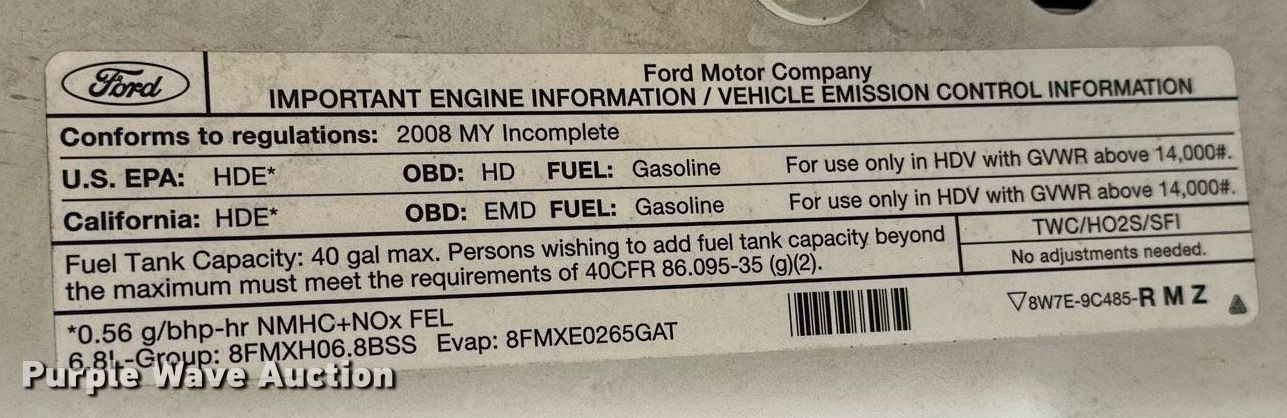 Ford
Ford Motor Company
IMPORTANT ENGINE INFORMATION / VEHICLE EMISSION CONTROL INFORMATION
Conforms to regulations: 2008 MY Incomplete
U.S. EPA: HDE* OBD: HD FUEL: Gasoline For use only in HDV with GVWR above 14,000#.
California: HDE* OBD: EMD FUEL: Gasoline For use only in HDV with GVWR above 14,000#.
Fuel Tank Capacity: 40 gal max. Persons wishing to add fuel tank capacity beyond
the maximum must meet the requirements of 40CFR 86.095-35 (g)(2).
TWC/HO2S/SFI
No adjustments needed.
*0.56 g/bhp-hr NMHC+NOx FEL
6.8L-Group: 8FMXH06.8BSS Evap: 8FMXE0265GAT
▽8W7E-9C485-R M Z
Purple Wave Auction